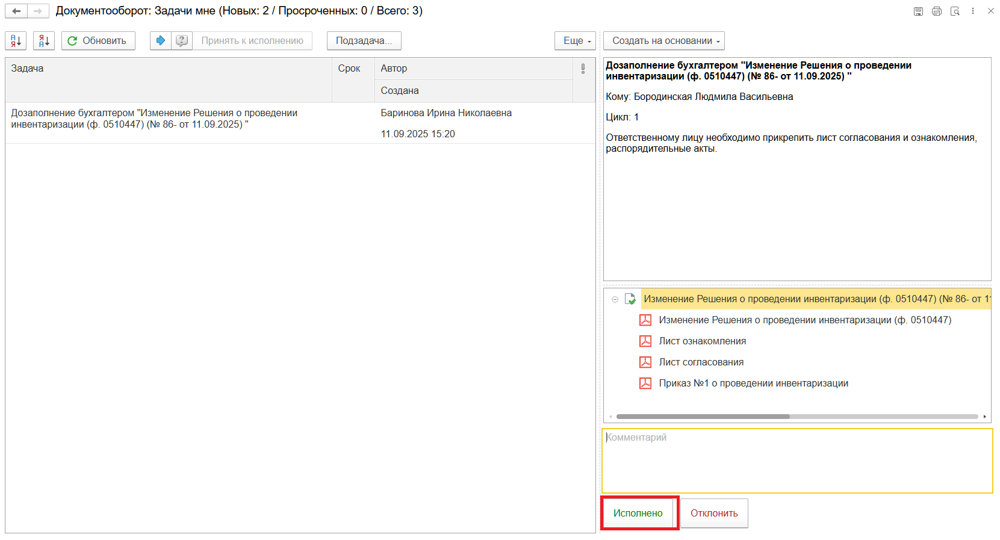 Документооборот: Задачи мне (Новых: 2 / Просроченных: 0 / Всего: 3)
А
Я
Я
А
Обновить
?
Принять к исполнению
Подзадача...
Еще
Создать на основании
Задача
Срок
Автор
Создана
Дозаполнение бухгалтером "Изменение Решения о проведении
инвентаризации (ф. 0510447) (№ 86- от 11.09.2025) "
Баринова Ирина Николаевна
11.09.2025 15:20
Дозаполнение бухгалтером "Изменение Решения о проведении
инвентаризации (ф. 0510447) (№ 86- от 11.09.2025) "
Кому: Бородинская Людмила Васильевна
Цикл: 1
Ответственному лицу необходимо прикрепить лист согласования и ознакомления,
распорядительные акты.
Изменение Решения о проведении инвентаризации (ф. 0510447) (№ 86- от 11
Изменение Решения о проведении инвентаризации (ф. 0510447)
Лист ознакомления
Лист согласования
Приказ №1 о проведении инвентаризации
Комментарий
Исполнено
Отклонить